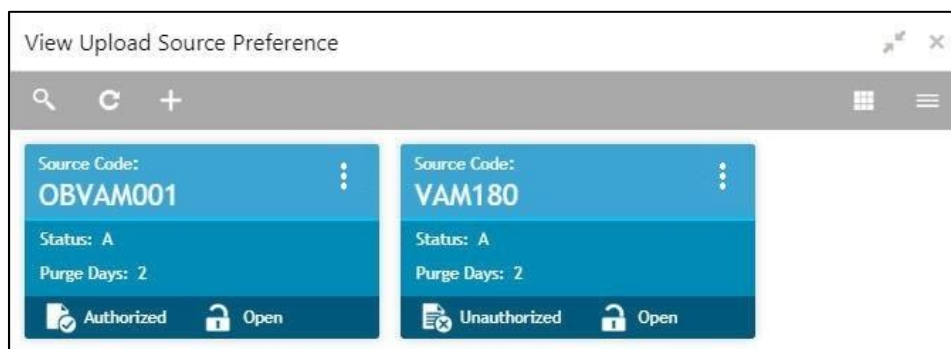 View Upload Source Preference
Source Code:
OBVAM001
Status: A
Purge Days: 2
Authorized
Open
Source Code:
VAM180
Status: A
Purge Days: 2
Unauthorized
Open